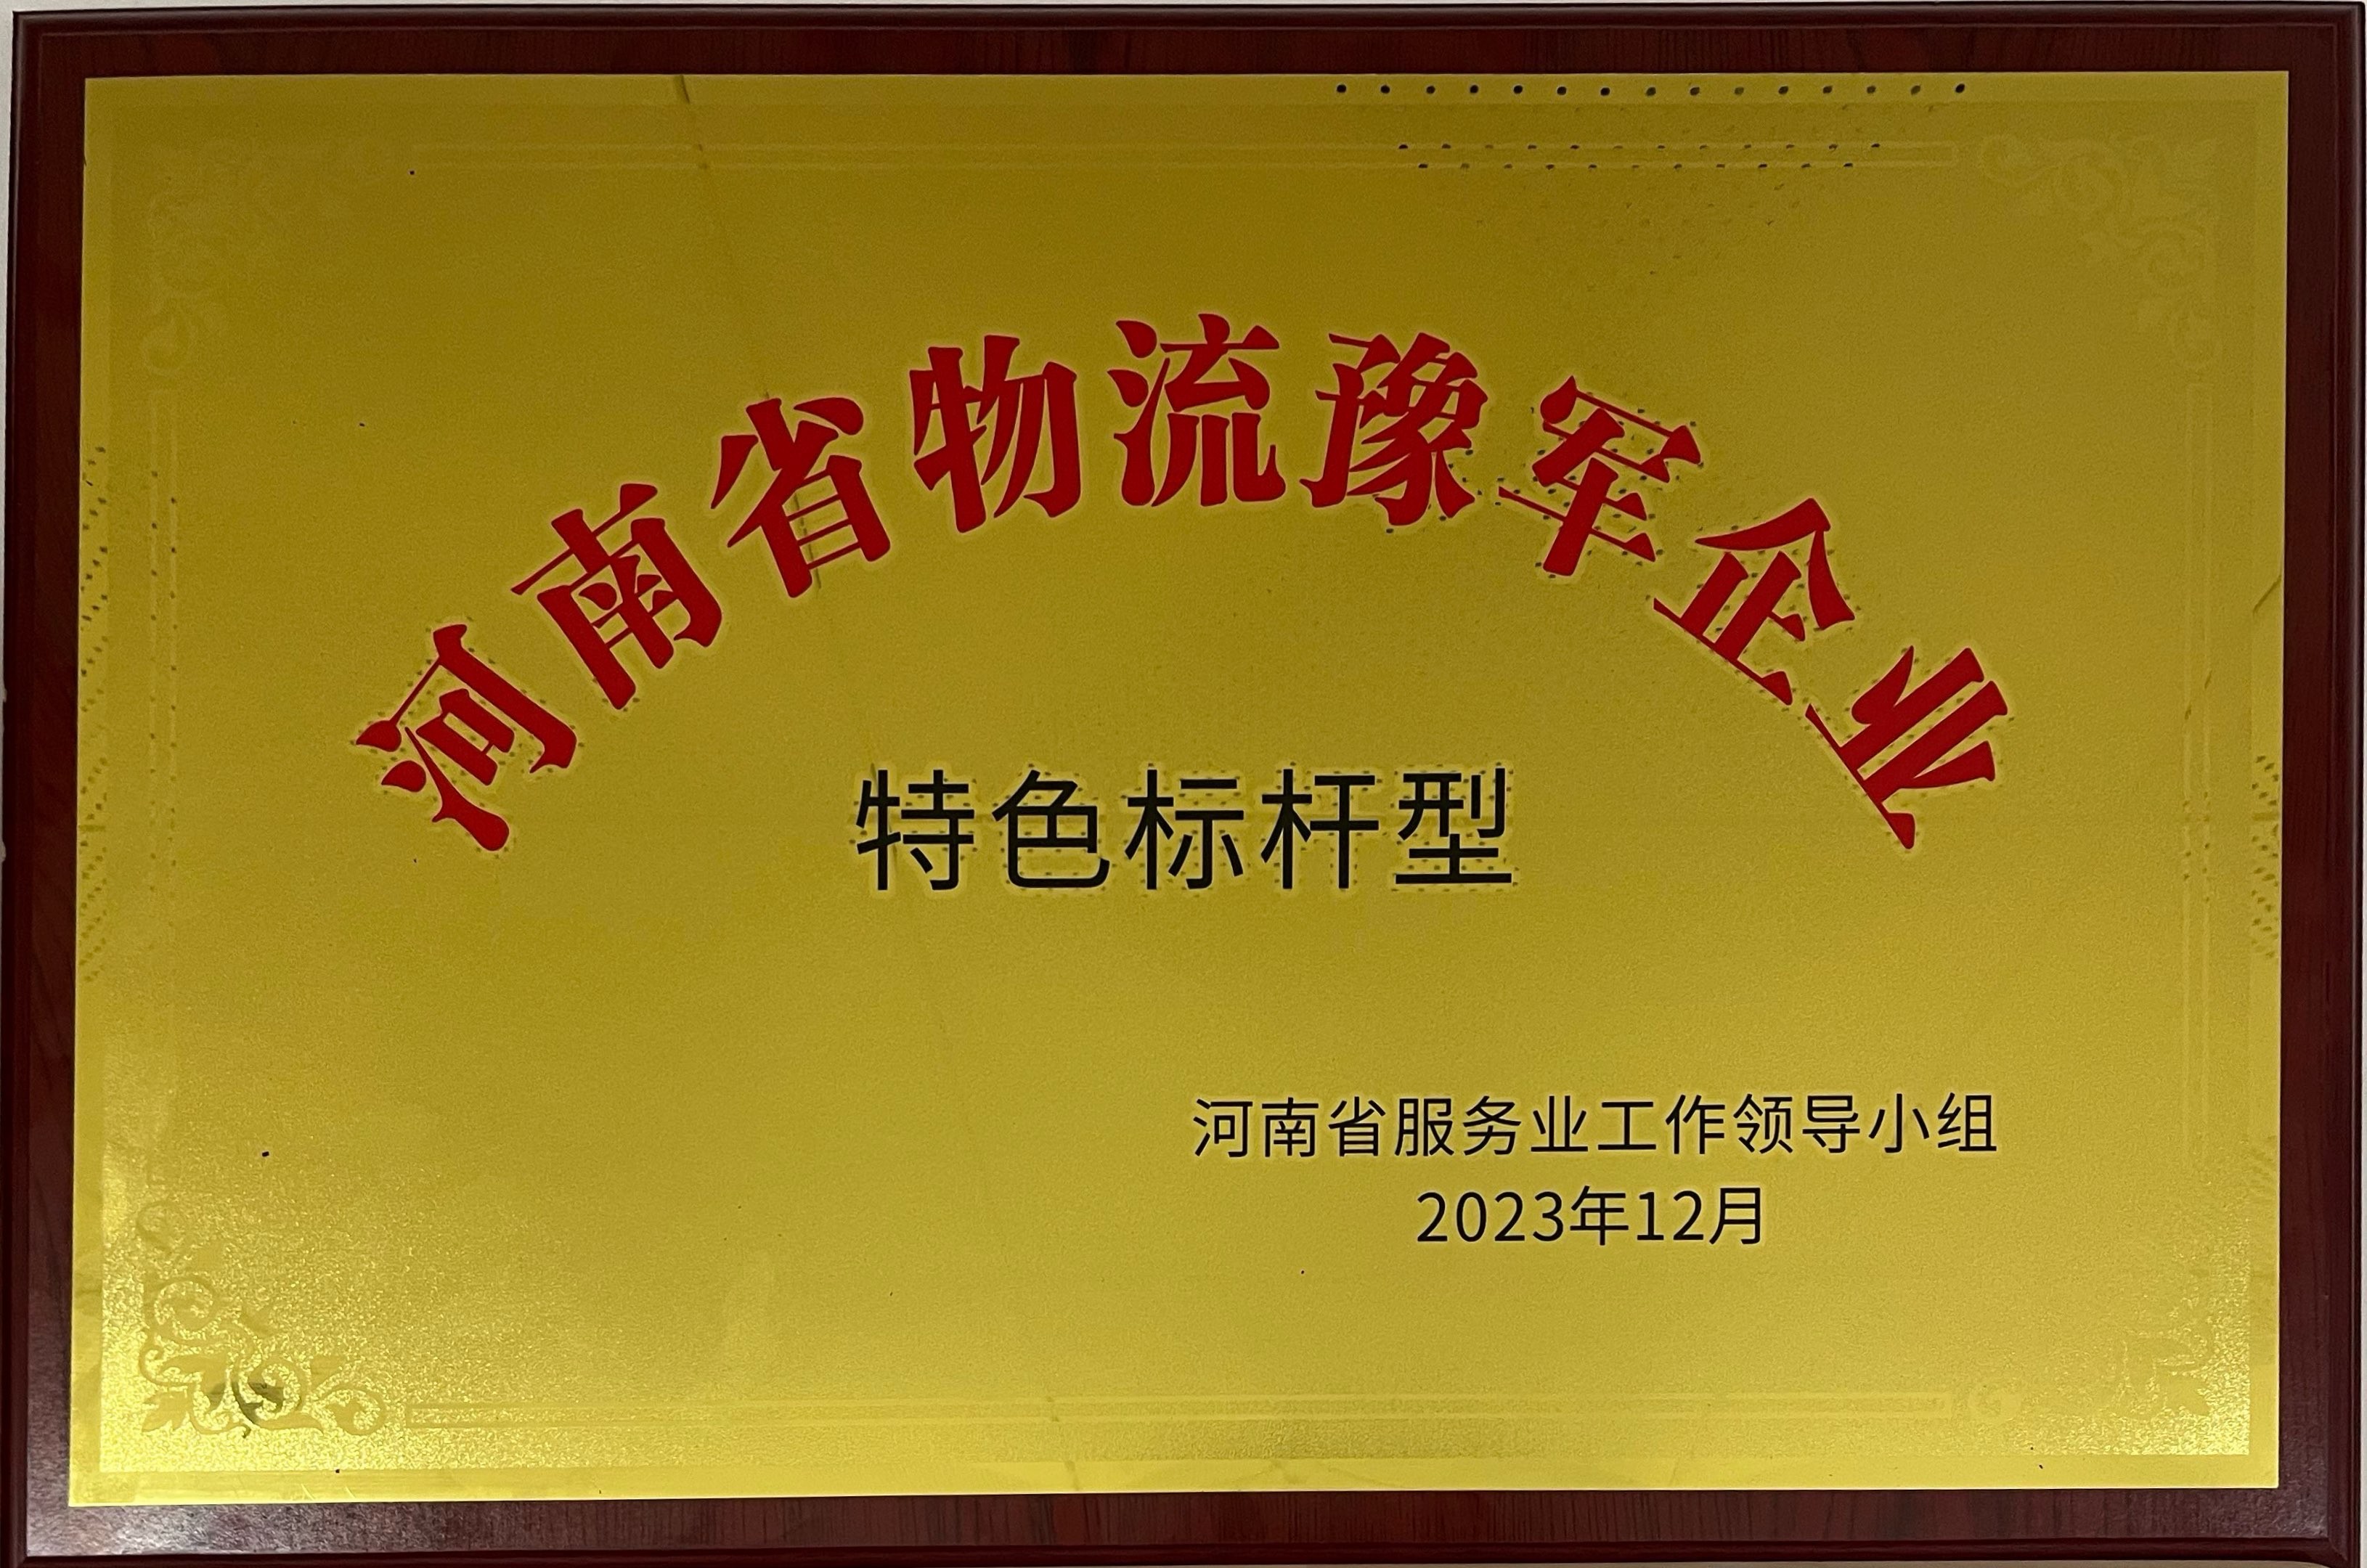 河南省物流豫军企业
特色标杆型
河南省服务业工作领导小组
2023年12月